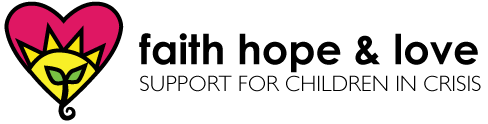 faith hope & love
SUPPORT FOR CHILDREN IN CRISIS